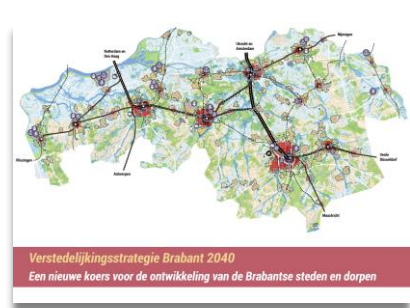 Rotterdam en
Den Haag
Utrecht en
Amsterdam
Nijmegen
Vlissingen
Antwerpen
Venlo
Düsseldorf
Maastricht
Verstedelijkingsstrategie Brabant 2040
Een nieuwe koers voor de ontwikkeling van de Brabantse steden en dorpen